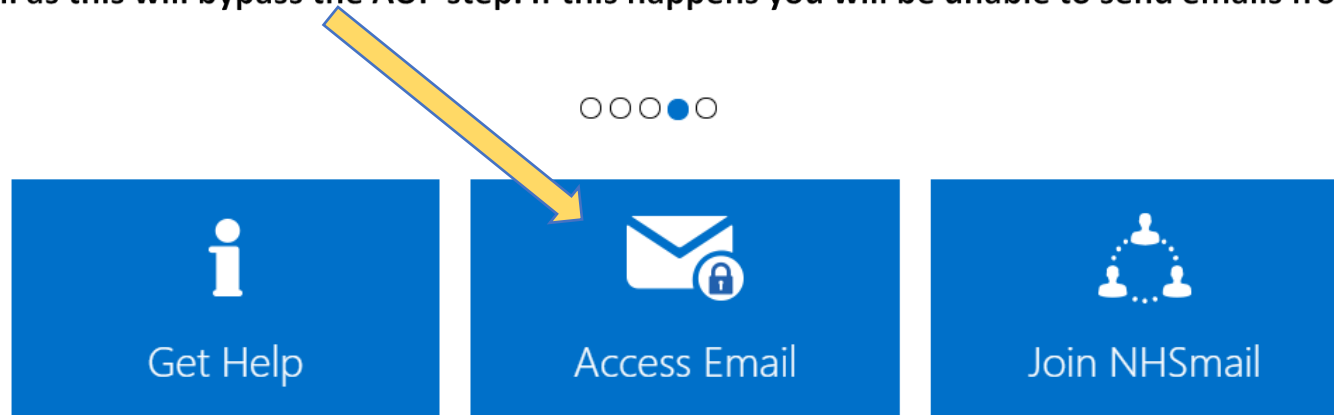 as this will bypass the AUP step. If this happens you will be unable to send emails
Get Help
Access Email
Join NHSmail